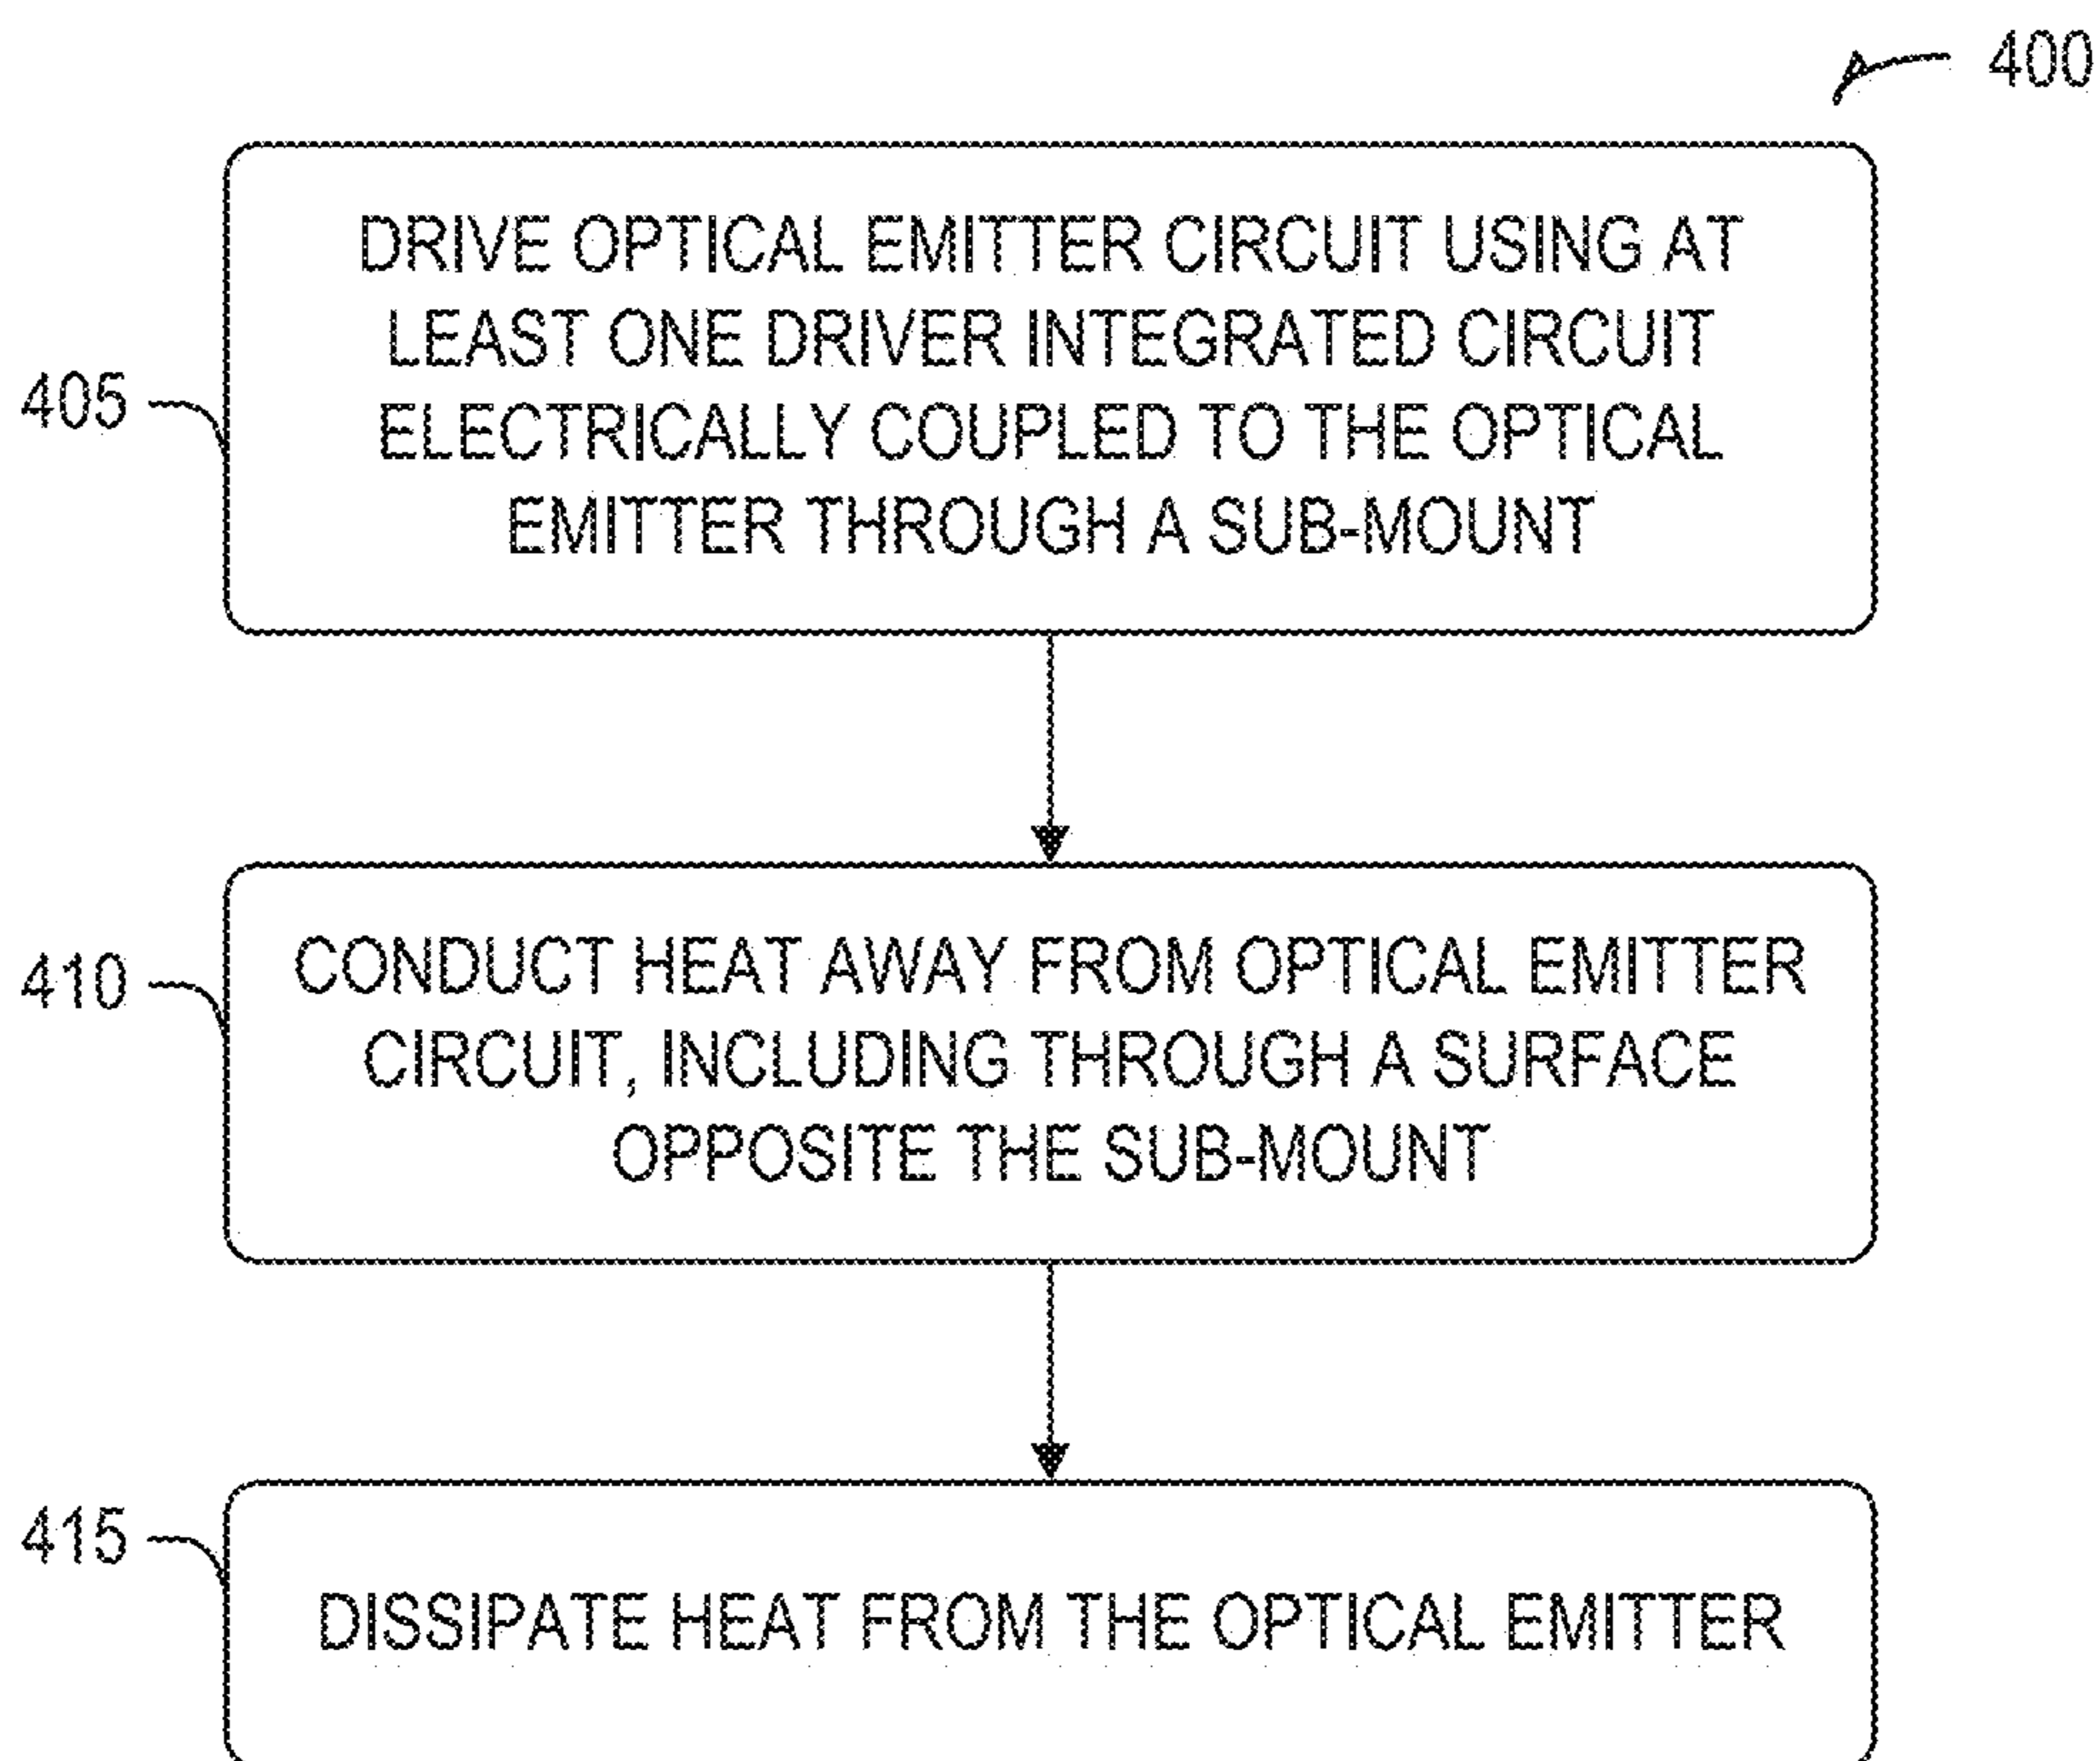 400
405
DRIVE OPTICAL EMITTER CIRCUIT USING AT
LEAST ONE DRIVER INTEGRATED CIRCUIT
ELECTRICALLY COUPLED TO THE OPTICAL
EMITTER THROUGH A SUB-MOUNT
410
CONDUCT HEAT AWAY FROM OPTICAL EMITTER
CIRCUIT, INCLUDING THROUGH A SURFACE
OPPOSITE THE SUB-MOUNT
415
DISSIPATE HEAT FROM THE OPTICAL EMITTER